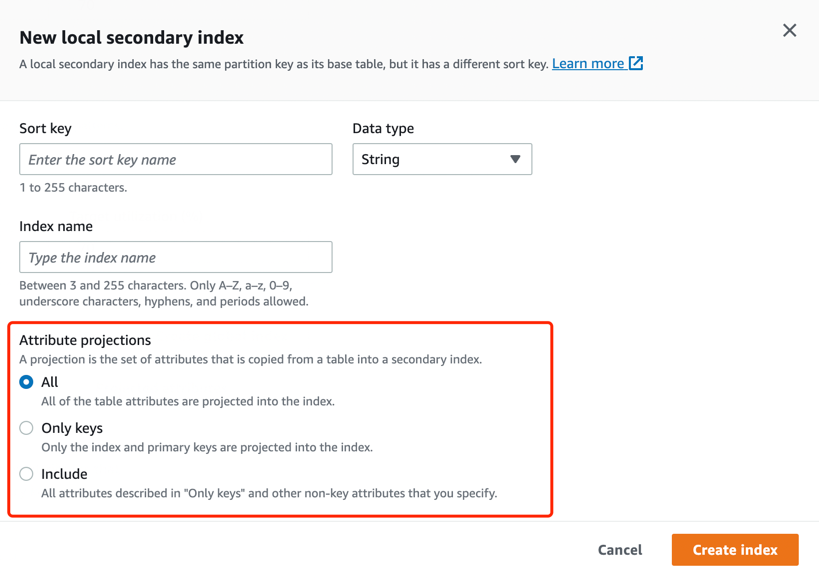 New local secondary index
A local secondary index has the same partition key as its base table, but it has a different sort key. Learn more
Sort key
Data type
Enter the sort key name
String
1 to 255 characters.
Index name
Type the index name
Between 3 and 255 characters. Only A–Z, a–z, 0–9,
underscore characters, hyphens, and periods allowed.
Attribute projections
A projection is the set of attributes that is copied from a table into a secondary index.
All
All of the table attributes are projected into the index.
Only keys
Only the index and primary keys are projected into the index.
Include
All attributes described in "Only keys" and other non-key attributes that you specify.
Cancel
Create index